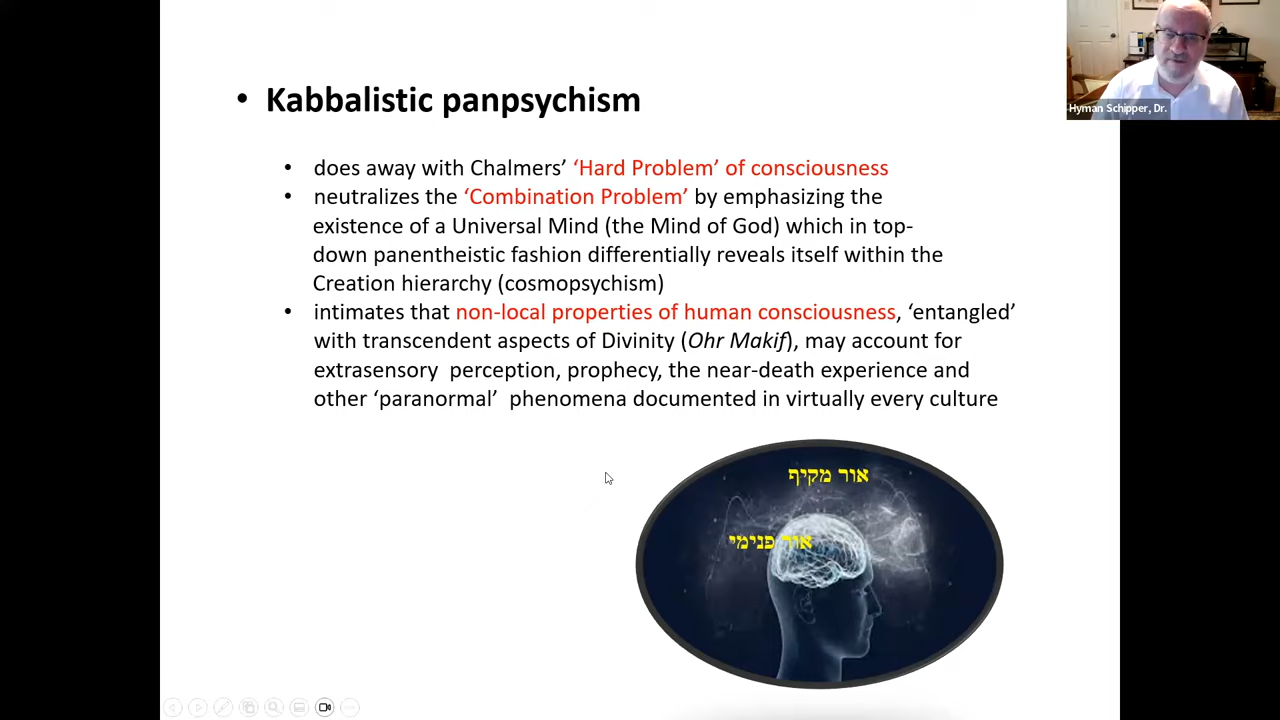 • Kabbalistic panpsychism
• does away with Chalmers’ ‘Hard Problem’ of consciousness
• neutralizes the ‘Combination Problem’ by emphasizing the
existence of a Universal Mind (the Mind of God) which in top-
down panentheistic fashion differentially reveals itself within the
Creation hierarchy (cosmopsychism)
• intimates that non-local properties of human consciousness, ‘entangled’
with transcendent aspects of Divinity (Ohr Makif), may account for
extrasensory perception, prophecy, the near-death experience and
other ‘paranormal’ phenomena documented in virtually every culture
אור מקיף
אור פנימי
Hyman Schipper, Dr.